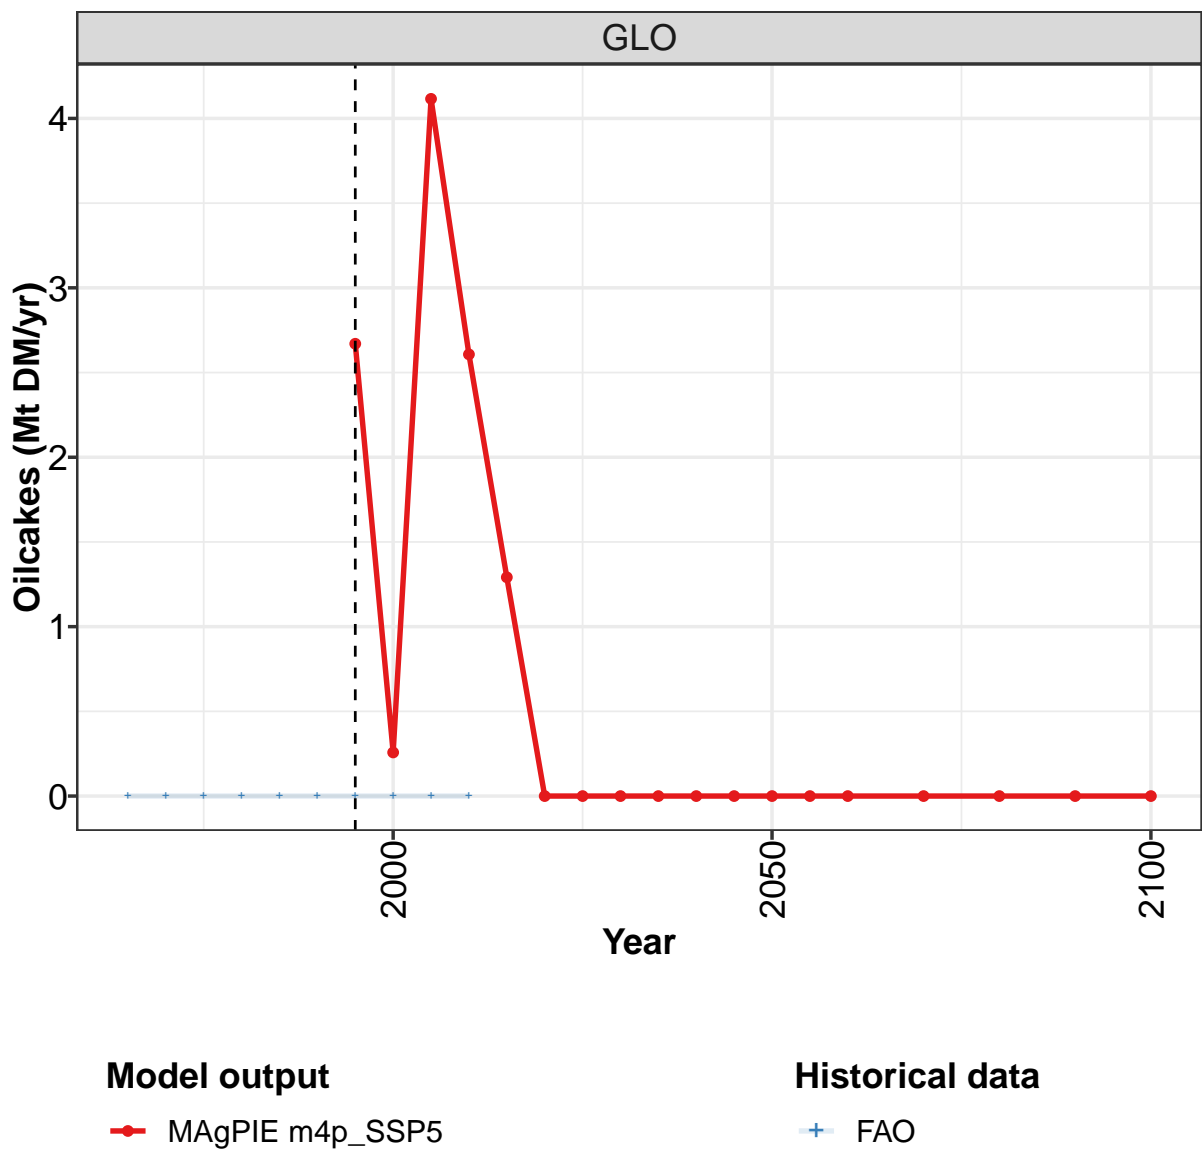 GLO
4
3
2
1
0
Oilcakes (Mt DM/yr)
2000
2050
2100
Year
Model output
Historical data
MAgPIE m4p_SSP5
FAO